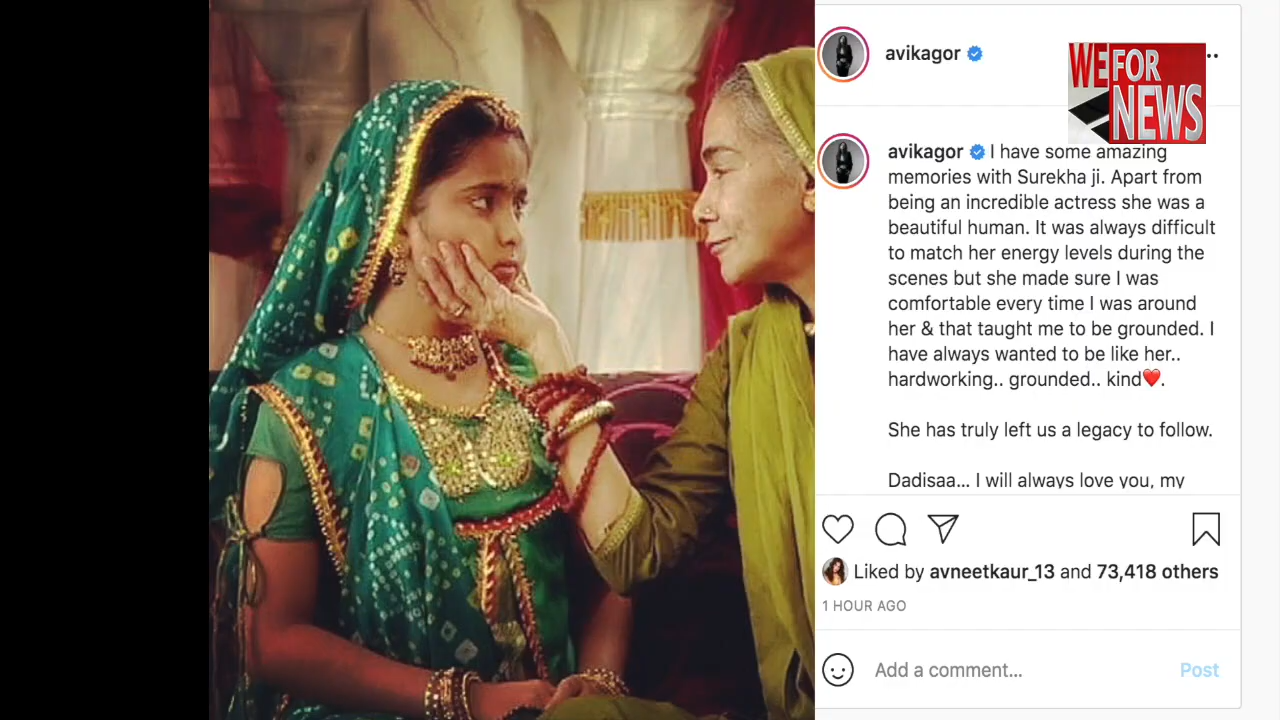 avikagor
WE FOR NEWS
avikagor I have some amazing
memories with Surekha ji. Apart from
being an incredible actress she was a
beautiful human. It was always difficult
to match her energy levels during the
scenes but she made sure I was
comfortable every time I was around
her & that taught me to be grounded. I
have always wanted to be like her..
hardworking.. grounded.. kind❤️.
She has truly left us a legacy to follow.
Dadisaa... I will always love you, my
Liked by avneetkaur_13 and 73,418 others
1 HOUR AGO
Add a comment...
Post